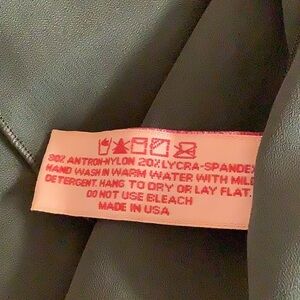 80% ANTRON-NYLON 20% LYCRA-SPANDEX
HAND WASH IN WARM WATER WITH MILD
DETERGENT. HANG TO DRY OR LAY FLAT.
DO NOT USE BLEACH
MADE IN USA